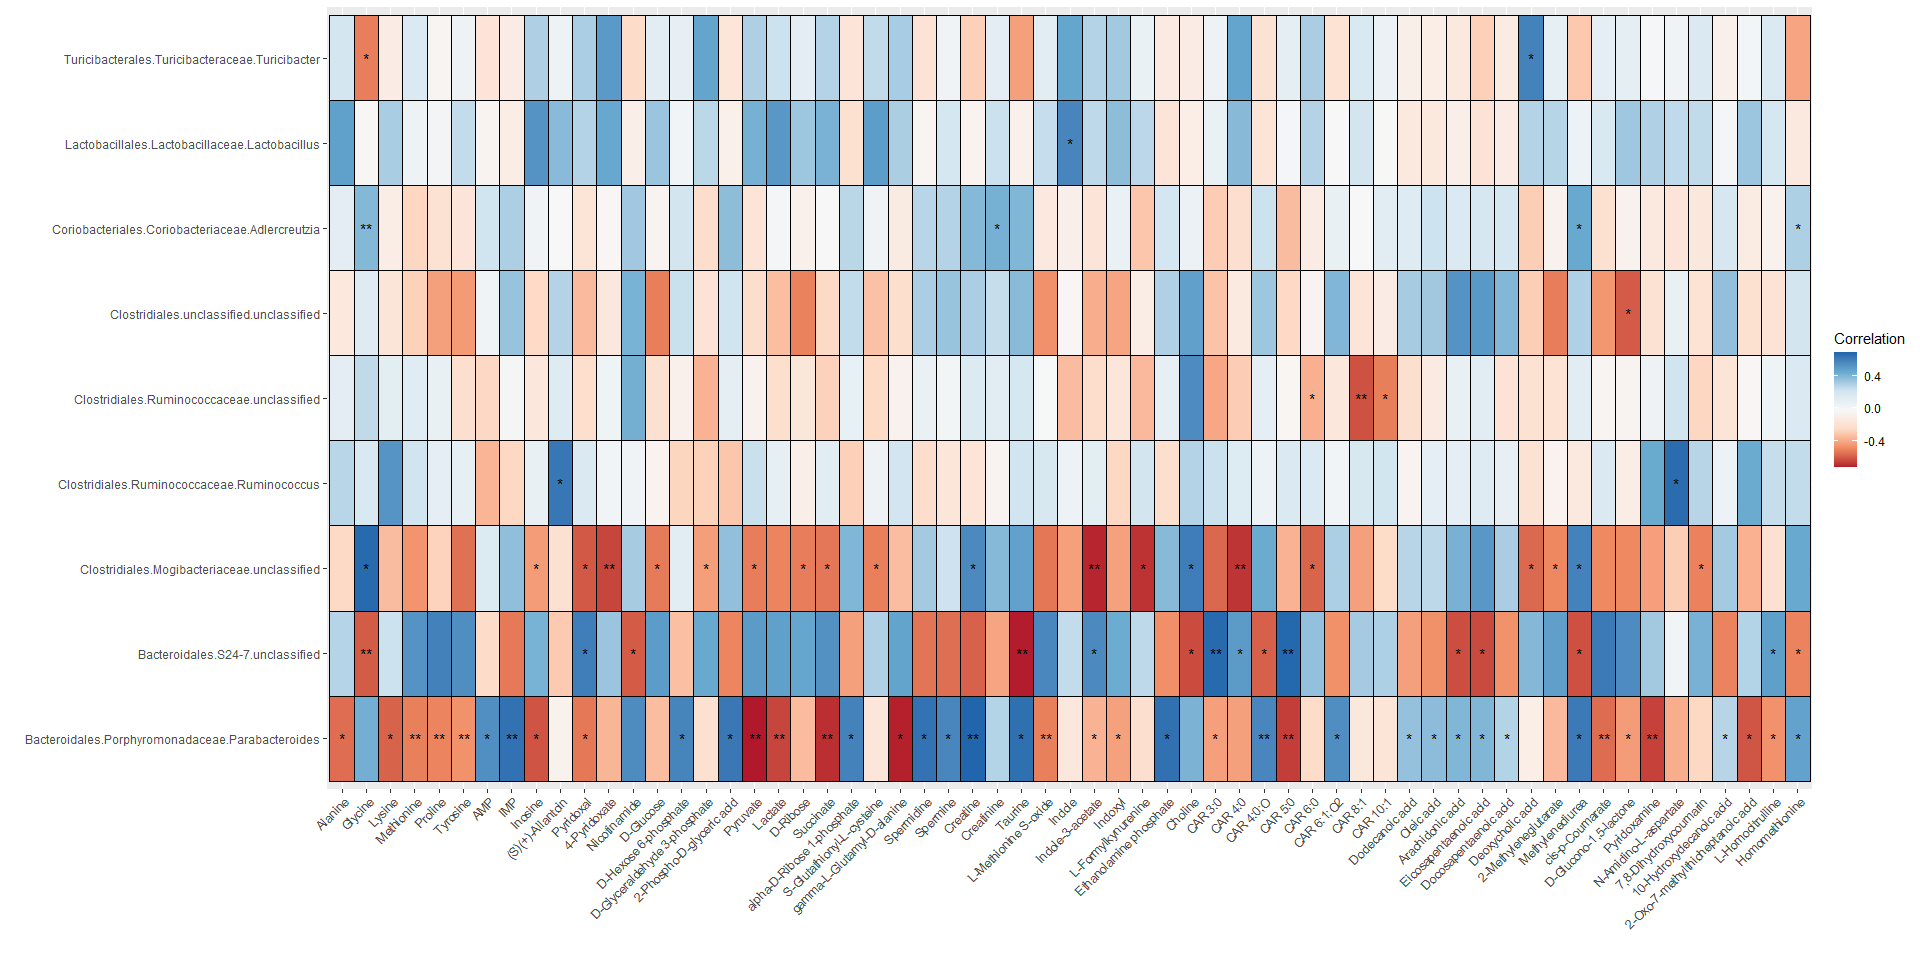 Turicibacterales.Turicibacteraceae.Turicibacter
* *
Lactobacillales.Lactobacillaceae.Lactobacillus
*
Coriobacteriales.Coriobacteriaceae.Adlercreutzia
** * * *
Clostridiales.unclassified.unclassified
*
Clostridiales.Ruminococcaceae.unclassified
* ** *
Clostridiales.Ruminococcaceae.Ruminococcus
* *
Clostridiales.Mogibacteriaceae.unclassified
* * * ** * * * * * * * ** * * ** * * * * *
Bacteroidales.S24-7.unclassified
** * * ** * * ** * * ** * * * * *
Bacteroidales.Porphyromonadaceae.Parabacteroides
* * ** ** ** * ** * * * * ** ** ** * * * * ** * ** * * * * ** ** * * * * * * * ** * ** * * * *
Correlation
0.4
0.0
-0.4
Alanine
Glycine
Lysine
Methionine
Proline
Tyrosine
AMP
IMP
Inosine
(S)(+)-Allantoin
Pyridoxal
4-Pyridoxate
Nicotinamide
D-Glucose
D-Hexose 6-phosphate
D-Glyceraldehyde 3-phosphate
2-Phospho-D-glyceric acid
Pyruvate
Lactate
D-Ribose
Succinate
alpha-D-Ribose 1-phosphate
S-Glutathionyl-L-cysteine
gamma-L-Glutamyl-D-alanine
Spermidine
Spermine
Creatine
Creatinine
Taurine
L-Methionine S-oxide
Indole
Indole-3-acetate
Indoxyl
L-Formylkynurenine
Ethanolamine phosphate
Choline
CAR 3:0
CAR 4:0
CAR 4:0;O
CAR 5:0
CAR 6:0
CAR 6:1;O2
CAR 8:1
CAR 10:1
Dodecanoic acid
Oleic acid
Arachidonic acid
Eicosapentaenoic acid
Docosapentaenoic acid
Deoxycholic acid
2-Methyleneglutarate
Methylenediurea
cis-p-Coumarate
D-Glucono-1,5-lactone
Pyridoxamine
N-Amidino-L-aspartate
7,8-Dihydroxycoumarin
10-Hydroxydecanoic acid
2-Oxo-7-methylthioheptanoic acid
L-Homocitrulline
Homomethionine